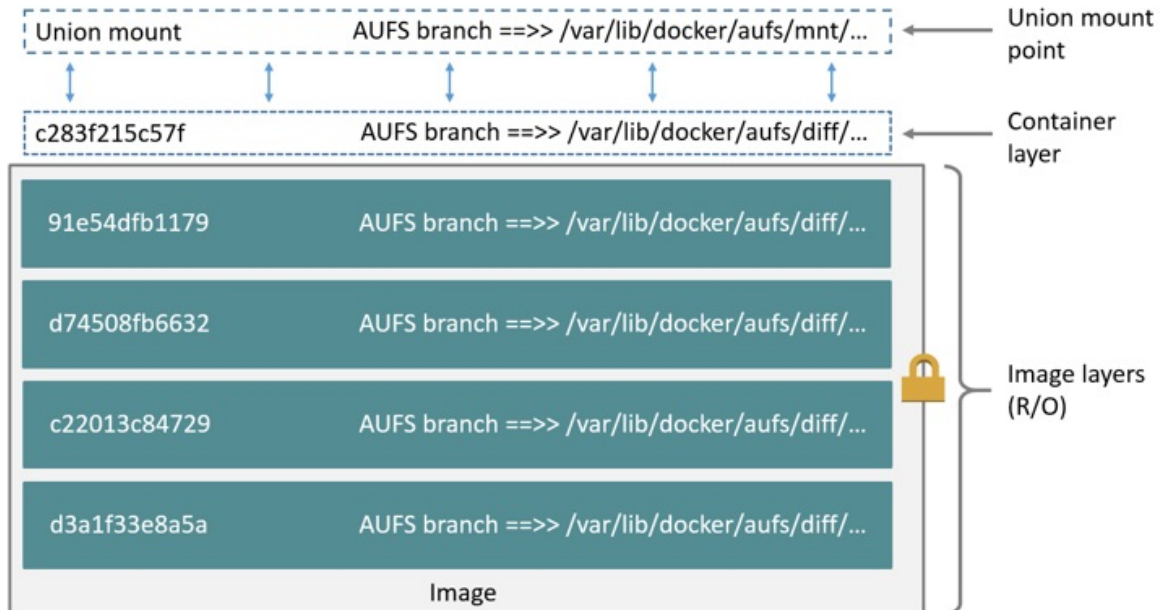 Union mount AUFS branch ==>> /var/lib/docker/aufs/mnt/...
Union mount
point
c283f215c57f AUFS branch ==>> /var/lib/docker/aufs/diff/...
Container
layer
91e54dfb1179 AUFS branch ==>> /var/lib/docker/aufs/diff/...
d74508fb6632 AUFS branch ==>> /var/lib/docker/aufs/diff/...
c22013c84729 AUFS branch ==>> /var/lib/docker/aufs/diff/...
d3a1f33e8a5a AUFS branch ==>> /var/lib/docker/aufs/diff/...
Image layers
(R/O)
Image